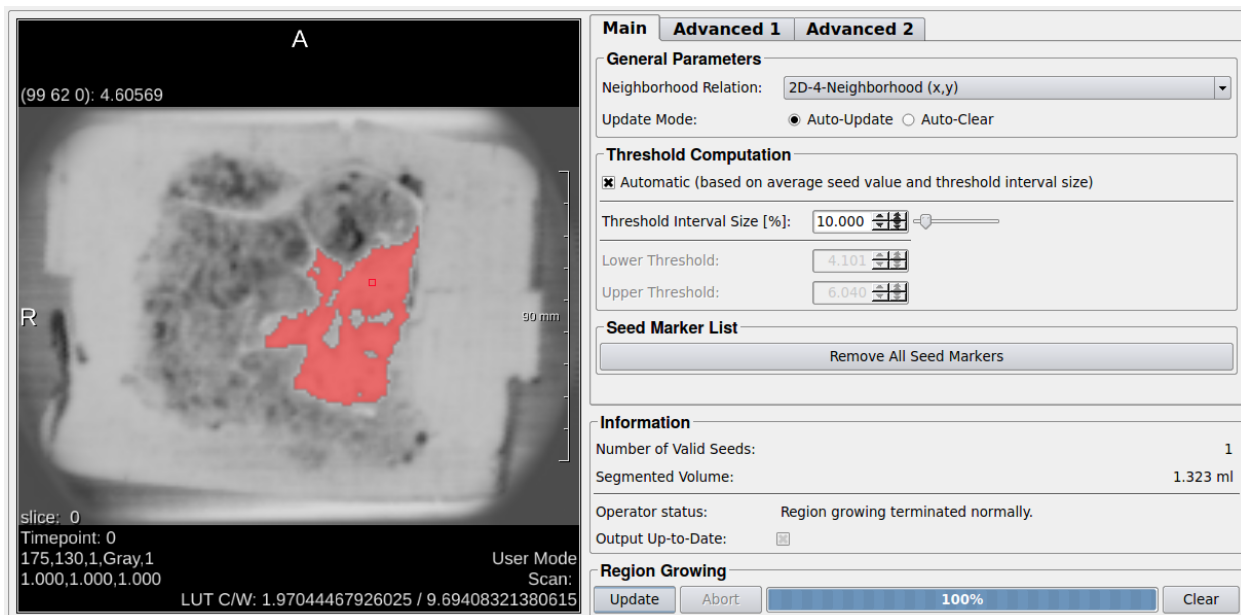 A
(99 62 0): 4.60569
R
90 mm
slice: 0
Timepoint: 0
175,130,1,Gray,1
User Mode
1.000,1.000,1.000
Scan:
LUT C/W: 1.97044467926025 / 9.69408321380615
Main
Advanced 1
Advanced 2
General Parameters
Neighborhood Relation: 2D-4-Neighborhood (x,y)
Update Mode: Auto-Update Auto-Clear
Threshold Computation
Automatic (based on average seed value and threshold interval size)
Threshold Interval Size [%]: 10.000
Lower Threshold: 4.101
Upper Threshold: 6.040
Seed Marker List
Remove All Seed Markers
Information
Number of Valid Seeds: 1
Segmented Volume: 1.323 ml
Operator status: Region growing terminated normally.
Output Up-to-Date:
Region Growing
Update
Abort
100%
Clear